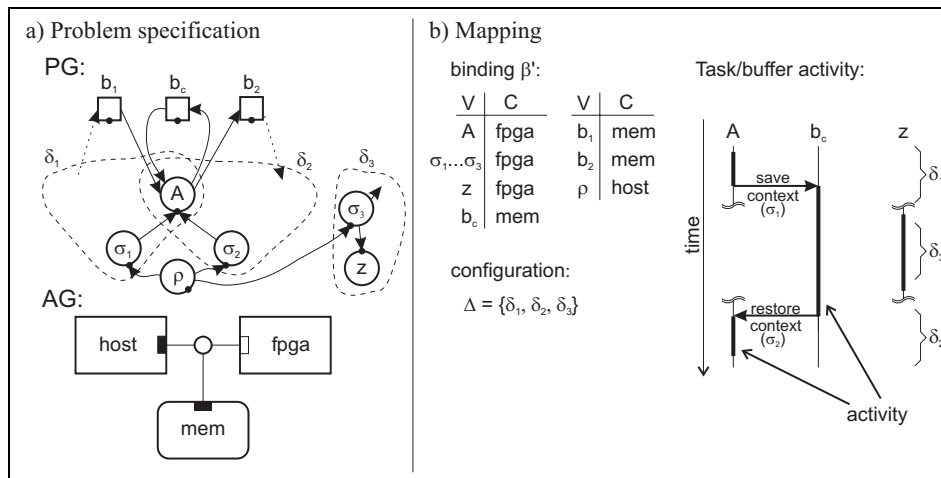 a) Problem specification
PG:
b1 bc b2
δ1 δ2 δ3
A
σ3
σ1 σ2
ρ z
AG:
host fpga
mem
b) Mapping
binding β':
V C V C
A fpga b1 mem
σ1...σ3 fpga b2 mem
z fpga ρ host
bc mem
configuration:
Δ = {δ1, δ2, δ3}
Task/buffer activity:
A bc z
save
context
(σ1)
time
restore
context
(σ2)
δ3
δ2
activity